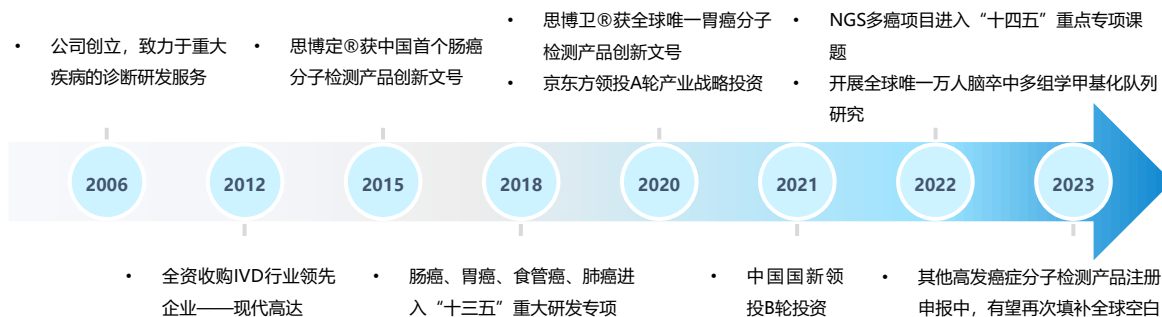 • 公司创立，致力于重大
疾病的诊断研发服务
• 思博定®获中国首个肠癌
分子检测产品创新文号
• 思博卫®获全球唯一胃癌分子
检测产品创新文号
• 京东方领投A轮产业战略投资
• NGS多癌项目进入“十四五”重点专项课
题
• 开展全球唯一万人脑卒中多组学甲基化队列
研究
2006
2012
2015
2018
2020
2021
2022
2023
• 全资收购IVD行业领先
企业——现代高达
• 肠癌、胃癌、食管癌、肺癌进
入“十三五”重大研发专项
• 中国国新领
投B轮投资
• 其他高发癌症分子检测产品注册
申报中，有望再次填补全球空白